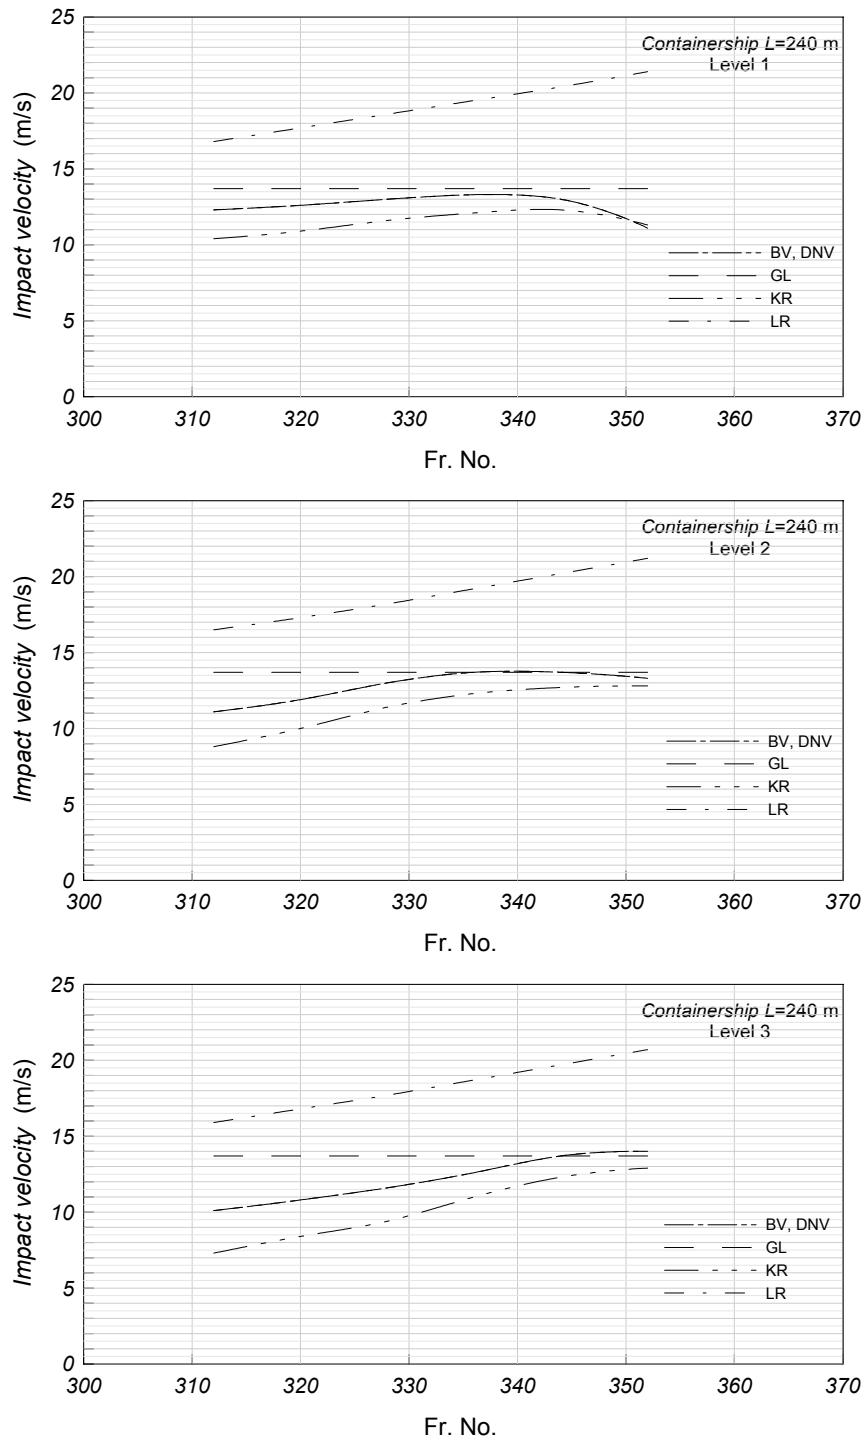 25
20
15
10
5
0
Impact velocity (m/s)
Containership L=240 m
Level 1
BV, DNV
GL
KR
LR
300 310 320 330 340 350 360 370
Fr. No.
25
20
15
10
5
0
Impact velocity (m/s)
Containership L=240 m
Level 2
BV, DNV
GL
KR
LR
300 310 320 330 340 350 360 370
Fr. No.
25
20
15
10
5
0
Impact velocity (m/s)
Containership L=240 m
Level 3
BV, DNV
GL
KR
LR
300 310 320 330 340 350 360 370
Fr. No.